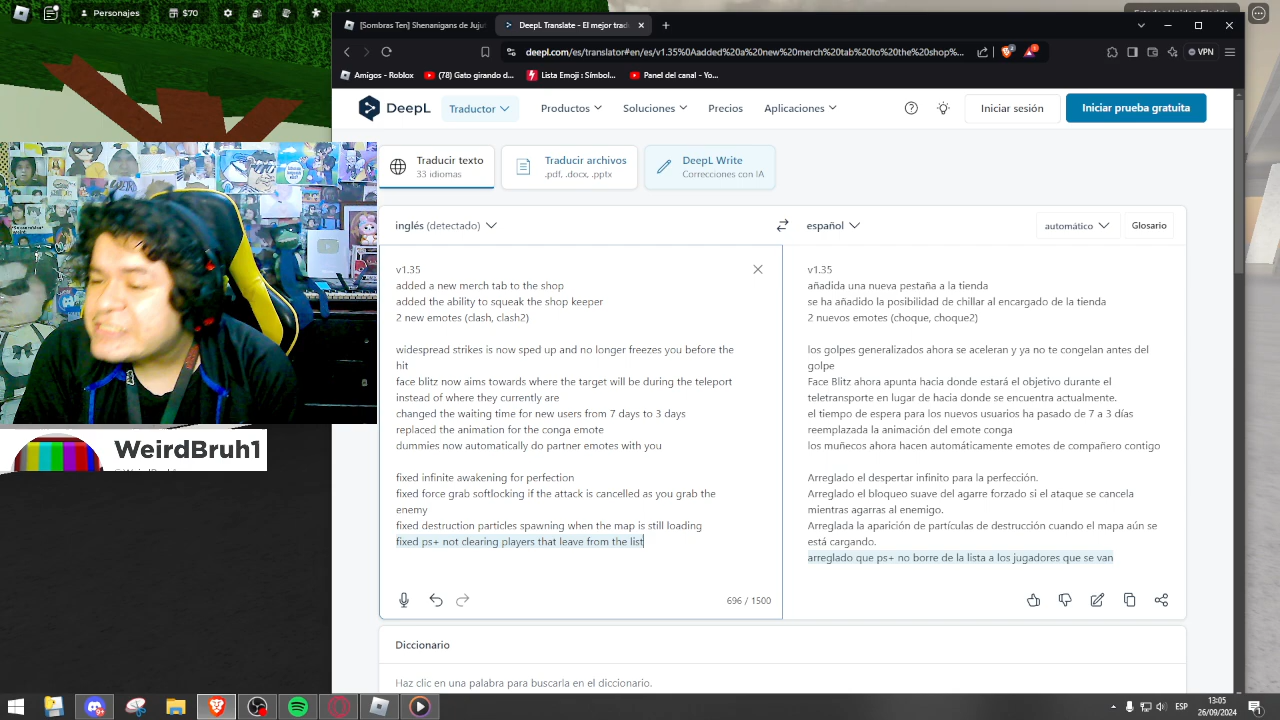 Personajes
$70
Estados Unidos, Florida
[Sombras Ten] Shenanigans de Juju
DeepL Translate - El mejor trad
deepl.com/es/translator#en/es/v1.35%0Aadded%20a%20new%20merch%20tab%20to%20the%20shop%...
VPN
Amigos - Roblox
(78) Gato girando d...
Lista Emoji : Símbol...
Panel del canal - Yo...
DeepL
Traductor
Productos
Soluciones
Precios
Aplicaciones
Iniciar sesión
Iniciar prueba gratuita
Traducir texto
33 idiomas
Traducir archivos
.pdf, .docx, .pptx
DeepL Write
Correcciones con IA
inglés (detectado)
español
automático
Glosario
v1.35
added a new merch tab to the shop
added the ability to squeak the shop keeper
2 new emotes (clash, clash2)
widespread strikes is now sped up and no longer freezes you before the
hit
face blitz now aims towards where the target will be during the teleport
instead of where they currently are
changed the waiting time for new users from 7 days to 3 days
replaced the animation for the conga emote
dummies now automatically do partner emotes with you
fixed infinite awakening for perfection
fixed force grab softlocking if the attack is cancelled as you grab the
enemy
fixed destruction particles spawning when the map is still loading
fixed ps+ not clearing players that leave from the list
696 / 1500
v1.35
añadida una nueva pestaña a la tienda
se ha añadido la posibilidad de chillar al encargado de la tienda
2 nuevos emotes (choque, choque2)
los golpes generalizados ahora se aceleran y ya no te congelan antes del
golpe
Face Blitz ahora apunta hacia donde estará el objetivo durante el
teletransporte en lugar de hacia donde se encuentra actualmente.
el tiempo de espera para los nuevos usuarios ha pasado de 7 a 3 días
reemplazada la animación del emote conga
los muñecos ahora hacen automáticamente emotes de compañero contigo
Arreglado el despertar infinito para la perfección.
Arreglado el bloqueo suave del agarre forzado si el ataque se cancela
mientras agarras al enemigo.
Arreglada la aparición de partículas de destrucción cuando el mapa aún se
está cargando.
arreglado que ps+ no borre de la lista a los jugadores que se van
Diccionario
Haz clic en una palabra para buscarla en el diccionario.
WeirdBruh1
ESP
13:05
26/09/2024